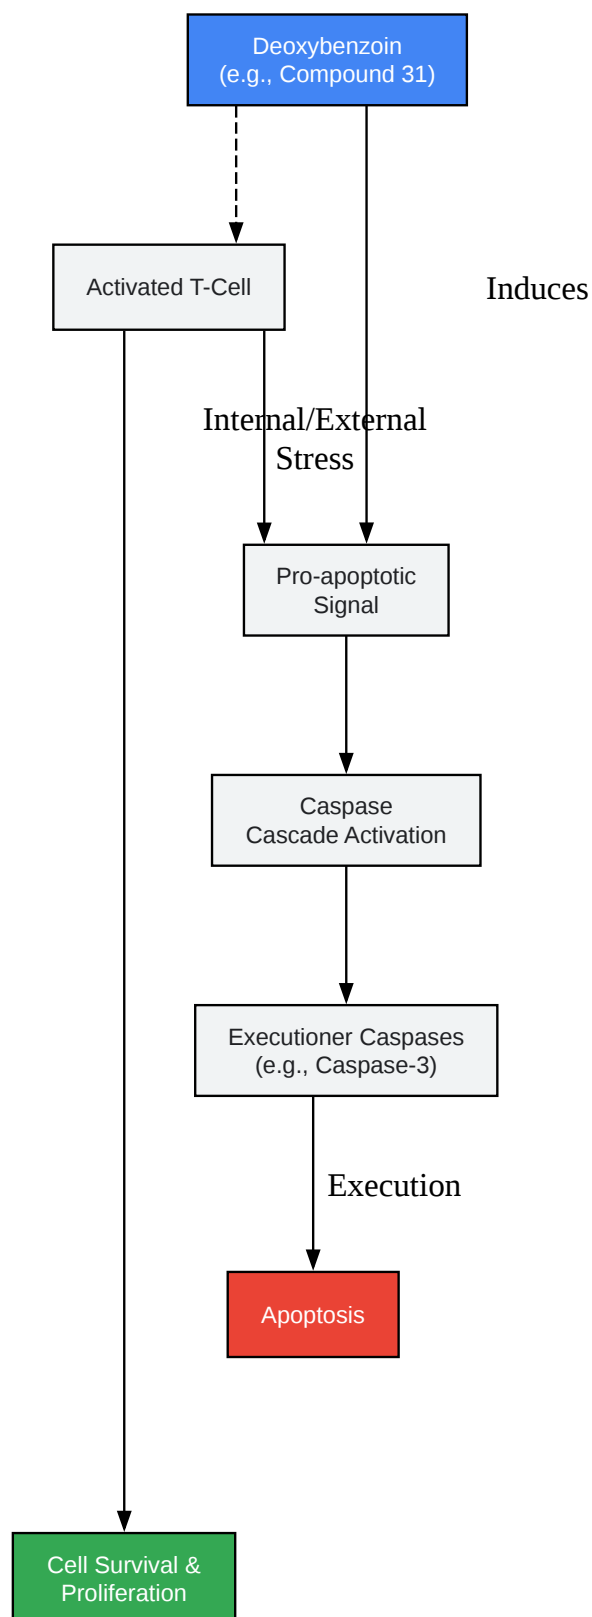 Deoxybenzoin
(e.g., Compound 31)
Activated T-Cell
Induces
Internal/External
Stress
Pro-apoptotic
Signal
Caspase
Cascade Activation
Executioner Caspases
(e.g., Caspase-3)
Execution
Apoptosis
Cell Survival &
Proliferation